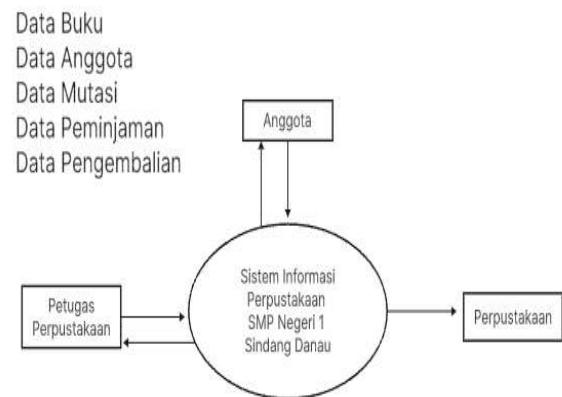 Data Buku
Data Anggota
Data Mutasi
Data Peminjaman
Data Pengembalian
Anggota
Sistem Informasi
Perpustakaan
SMP Negeri 1
Sindang Danau
Petugas
Perpustakaan
Perpustakaan